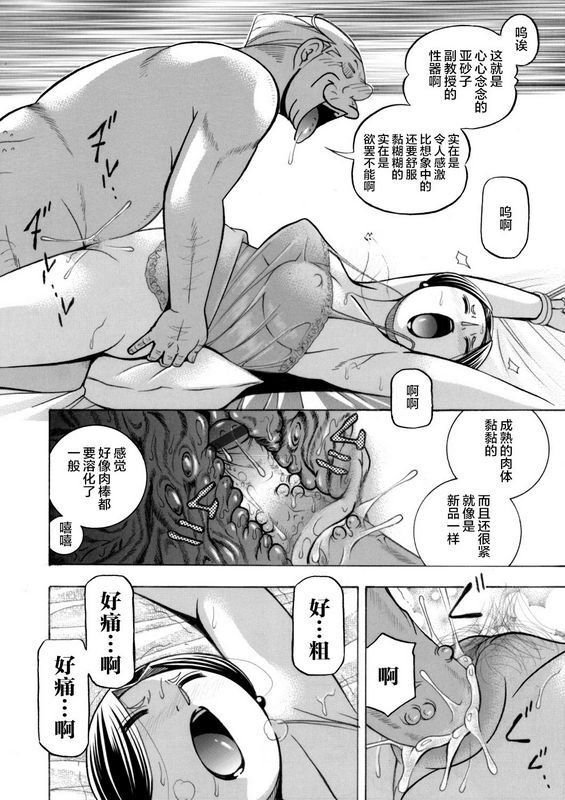 呜诶
这就是
心心念念的
亚砂子
副教授的
性器啊
实在是
令人感激
比想象中的
还要舒服
黏糊糊的
实在是
欲罢不能啊
呜啊
啊啊
成熟的肉体
黏黏的
而且还很紧
就像是
新品一样
感觉
好像肉棒都
要溶化了
一般
嘻嘻
好…粗
啊
好痛…啊
好痛…啊